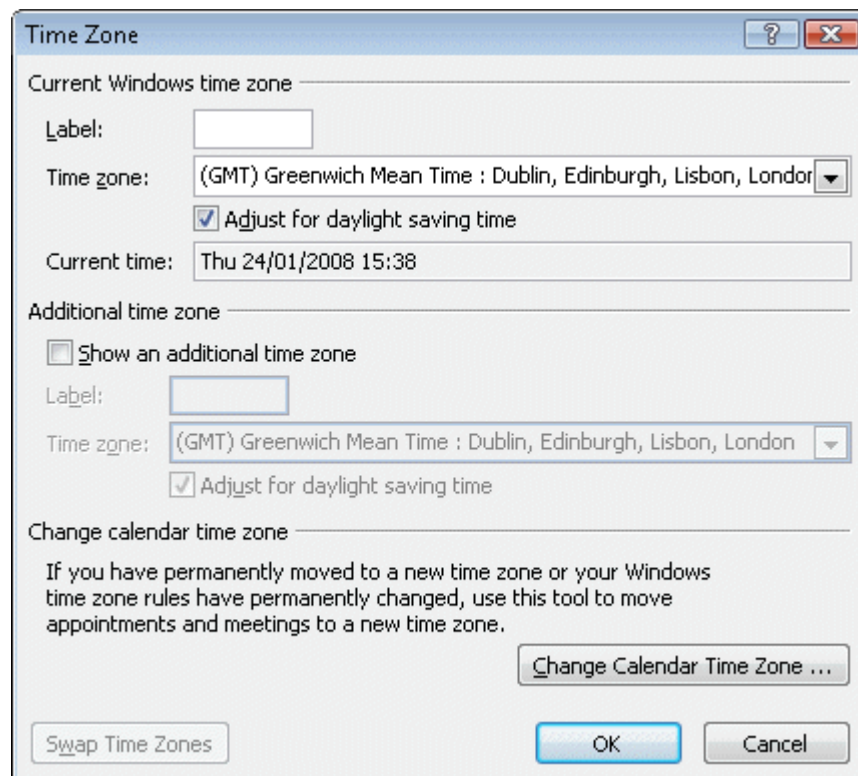 Time Zone
Current Windows time zone
Label:
Time zone: (GMT) Greenwich Mean Time : Dublin, Edinburgh, Lisbon, Londor
Adjust for daylight saving time
Current time: Thu 24/01/2008 15:38
Additional time zone
Show an additional time zone
Label:
Time zone: (GMT) Greenwich Mean Time : Dublin, Edinburgh, Lisbon, London
Adjust for daylight saving time
Change calendar time zone
If you have permanently moved to a new time zone or your Windows
time zone rules have permanently changed, use this tool to move
appointments and meetings to a new time zone.
Change Calendar Time Zone ...
Swap Time Zones OK Cancel